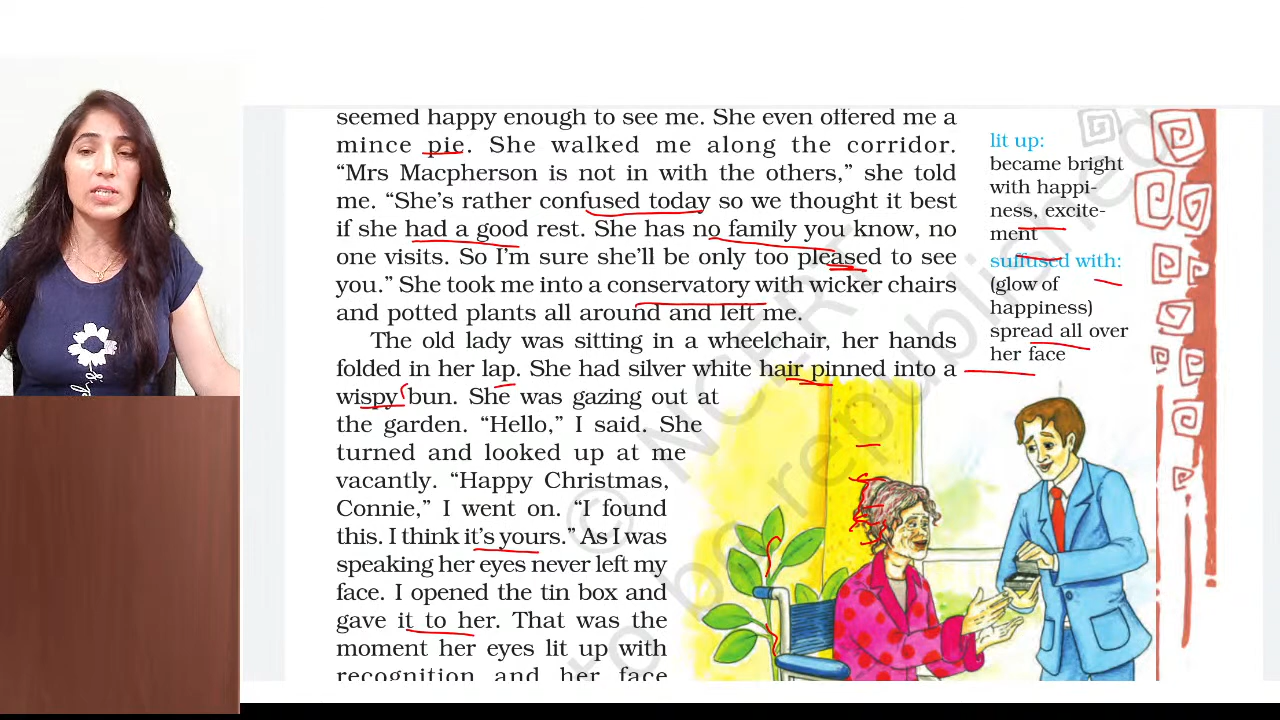 seemed happy enough to see me. She even offered me a
mince pie. She walked me along the corridor.
“Mrs Macpherson is not in with the others,” she told
me. “She’s rather confused today so we thought it best
if she had a good rest. She has no family you know, no
one visits. So I’m sure she’ll be only too pleased to see
you.” She took me into a conservatory with wicker chairs
and potted plants all around and left me.
The old lady was sitting in a wheelchair, her hands
folded in her lap. She had silver white hair pinned into a
wispy bun. She was gazing out at
the garden. “Hello,” I said. She
turned and looked up at me
vacantly. “Happy Christmas,
Connie,” I went on. “I found
this. I think it’s yours.” As I was
speaking her eyes never left my
face. I opened the tin box and
gave it to her. That was the
moment her eyes lit up with
recognition and her face
lit up:
became bright
with happi-
ness, excite-
ment
suffused with:
(glow of
happiness)
spread all over
her face
© NCERT
to be republished